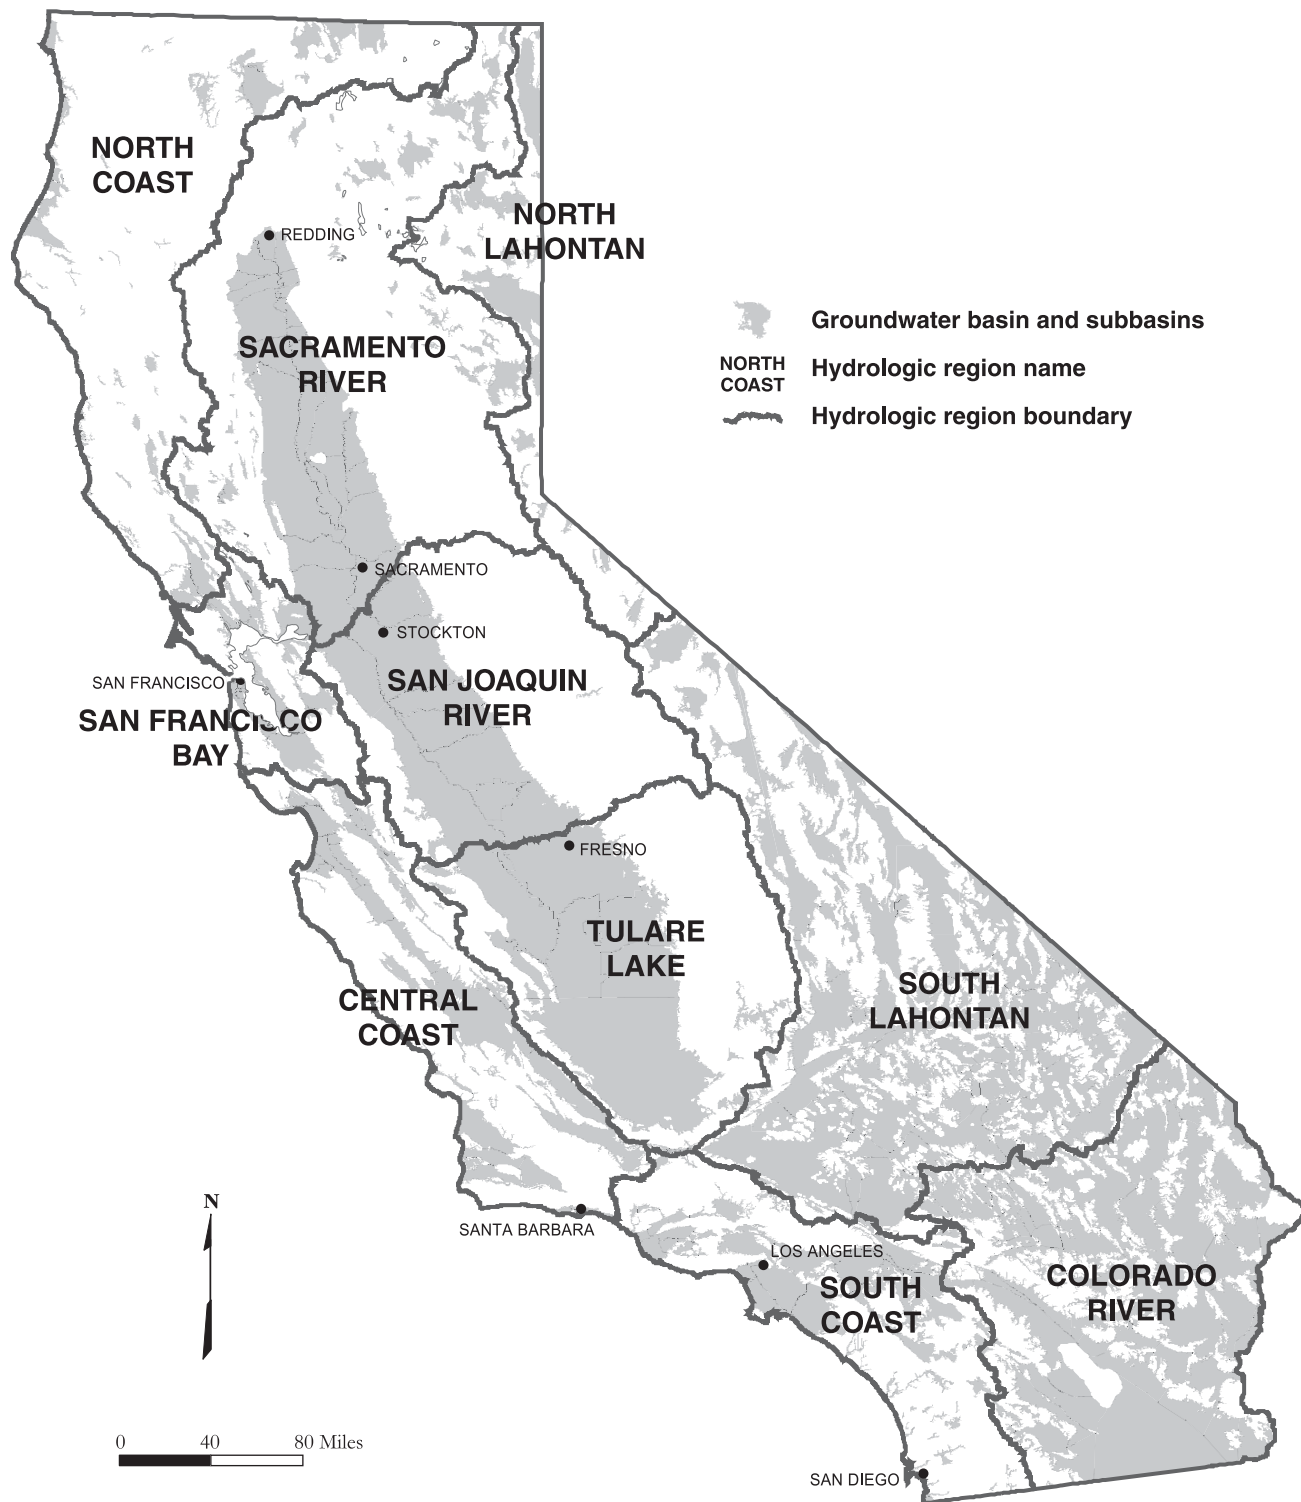 NORTH
COAST
REDDING
NORTH
LAHONTAN
SACRAMENTO
RIVER
Groundwater basin and subbasins
NORTH
COAST
Hydrologic region name
Hydrologic region boundary
SACRAMENTO
STOCKTON
SAN FRANCISCO
SAN FRANCISCO
BAY
SAN JOAQUIN
RIVER
FRESNO
TULARE
LAKE
CENTRAL
COAST
SOUTH
LAHONTAN
N
SANTA BARBARA
LOS ANGELES
SOUTH
COAST
COLORADO
RIVER
0 40 80 Miles
SAN DIEGO